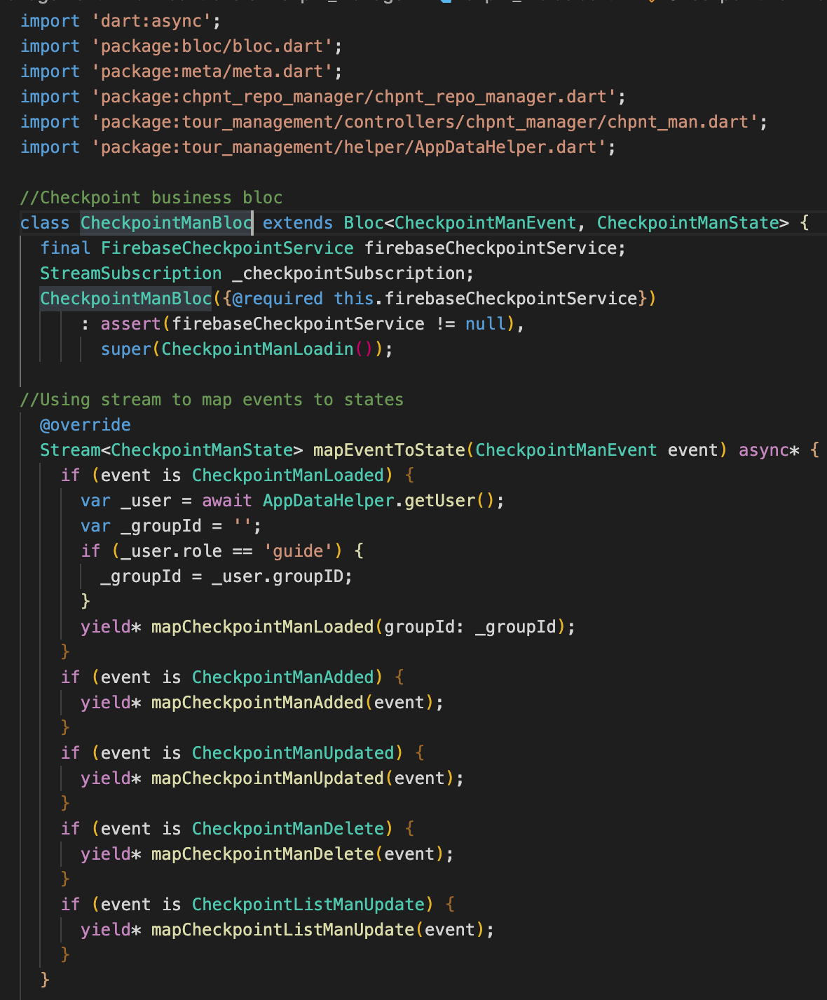 import 'dart:async';
import 'package:bloc/bloc.dart';
import 'package:meta/meta.dart';
import 'package:chpnt_repo_manager/chpnt_repo_manager.dart';
import 'package:tour_management/controllers/chpnt_manager/chpnt_man.dart';
import 'package:tour_management/helper/AppDataHelper.dart';

//Checkpoint business bloc
class CheckpointManBloc extends Bloc<CheckpointManEvent, CheckpointManState> {
  final FirebaseCheckpointService firebaseCheckpointService;
  StreamSubscription _checkpointSubscription;
  CheckpointManBloc({@required this.firebaseCheckpointService})
      : assert(firebaseCheckpointService != null),
        super(CheckpointManLoadin());

//Using stream to map events to states
  @override
  Stream<CheckpointManState> mapEventToState(CheckpointManEvent event) async* {
    if (event is CheckpointManLoaded) {
      var _user = await AppDataHelper.getUser();
      var _groupId = '';
      if (_user.role == 'guide') {
        _groupId = _user.groupID;
      }
      yield* mapCheckpointManLoaded(groupId: _groupId);
    }
    if (event is CheckpointManAdded) {
      yield* mapCheckpointManAdded(event);
    }
    if (event is CheckpointManUpdated) {
      yield* mapCheckpointManUpdated(event);
    }
    if (event is CheckpointManDelete) {
      yield* mapCheckpointManDelete(event);
    }
    if (event is CheckpointListManUpdate) {
      yield* mapCheckpointListManUpdate(event);
    }
  }